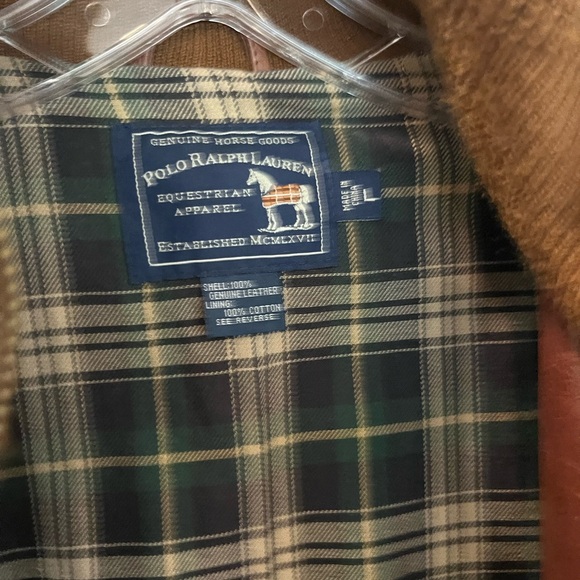 GENUINE HORSE GOODS
POLO RALPH LAUREN
EQUESTRIAN
APPAREL
ESTABLISHED MCMLXVII
MADE IN
CHINA
L
SHELL: 100%
GENUINE LEATHER
LINING:
100% COTTON
SEE REVERSE